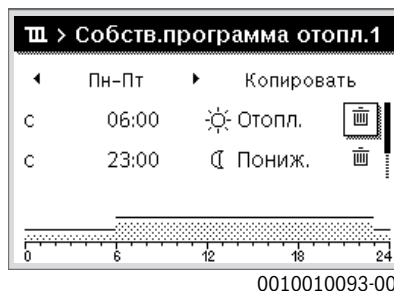 > Собств.программа отопл.1
Пн-Пт Копировать
с 06:00 Отопл.
с 23:00 Пониж.
0 6 12 18 24
0010010093-00